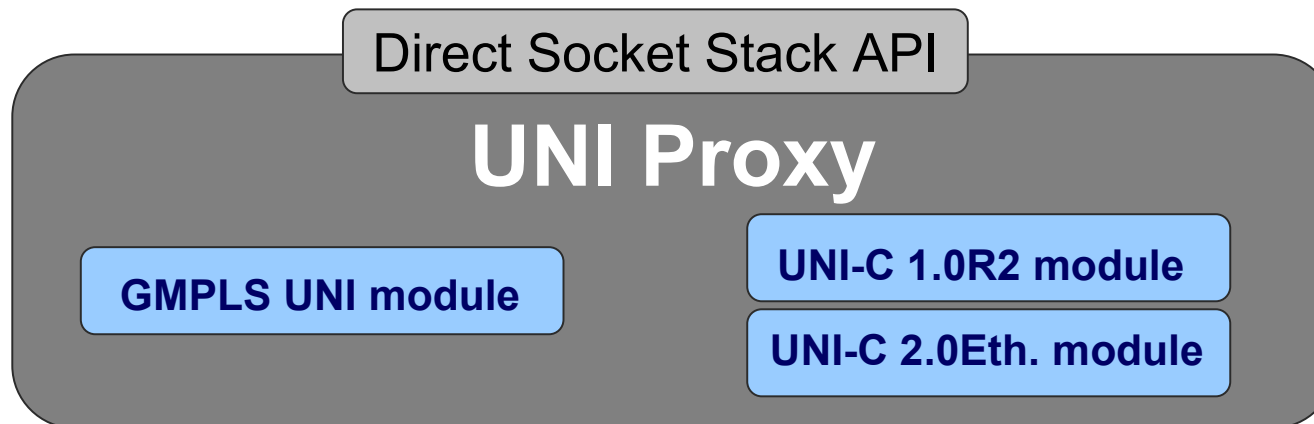 Direct Socket Stack API
UNI Proxy
GMPLS UNI module
UNI-C 1.0R2 module
UNI-C 2.0Eth. module